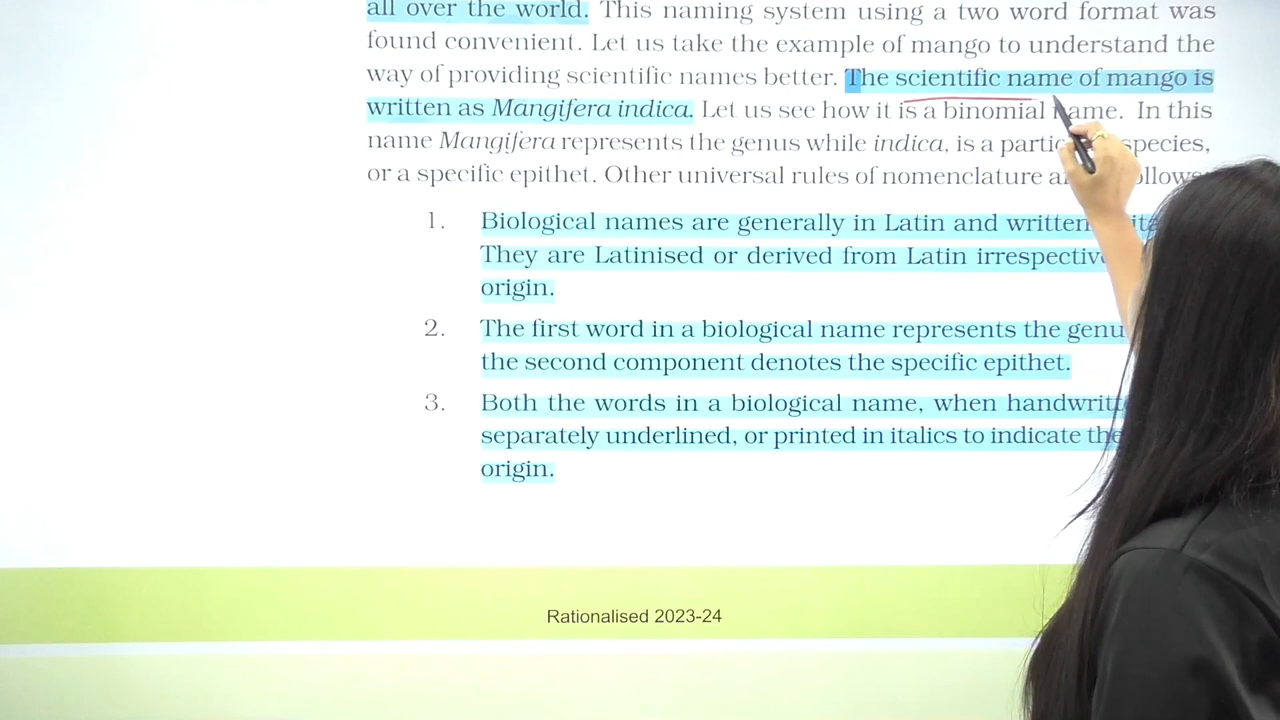 all over the world. This naming system using a two word format was
found convenient. Let us take the example of mango to understand the
way of providing scientific names better. The scientific name of mango is
written as Mangifera indica. Let us see how it is a binomial name. In this
name Mangifera represents the genus while indica, is a species,
or a specific epithet. Other universal rules of nomenclature
1. Biological names are generally in Latin and written
They are Latinised or derived from Latin
origin.
2. The first word in a biological name represents the
the second component denotes the specific epithet.
3. Both the words in a biological name, when
separately underlined, or printed in italics to indicate
origin.
Rationalised 2023-24